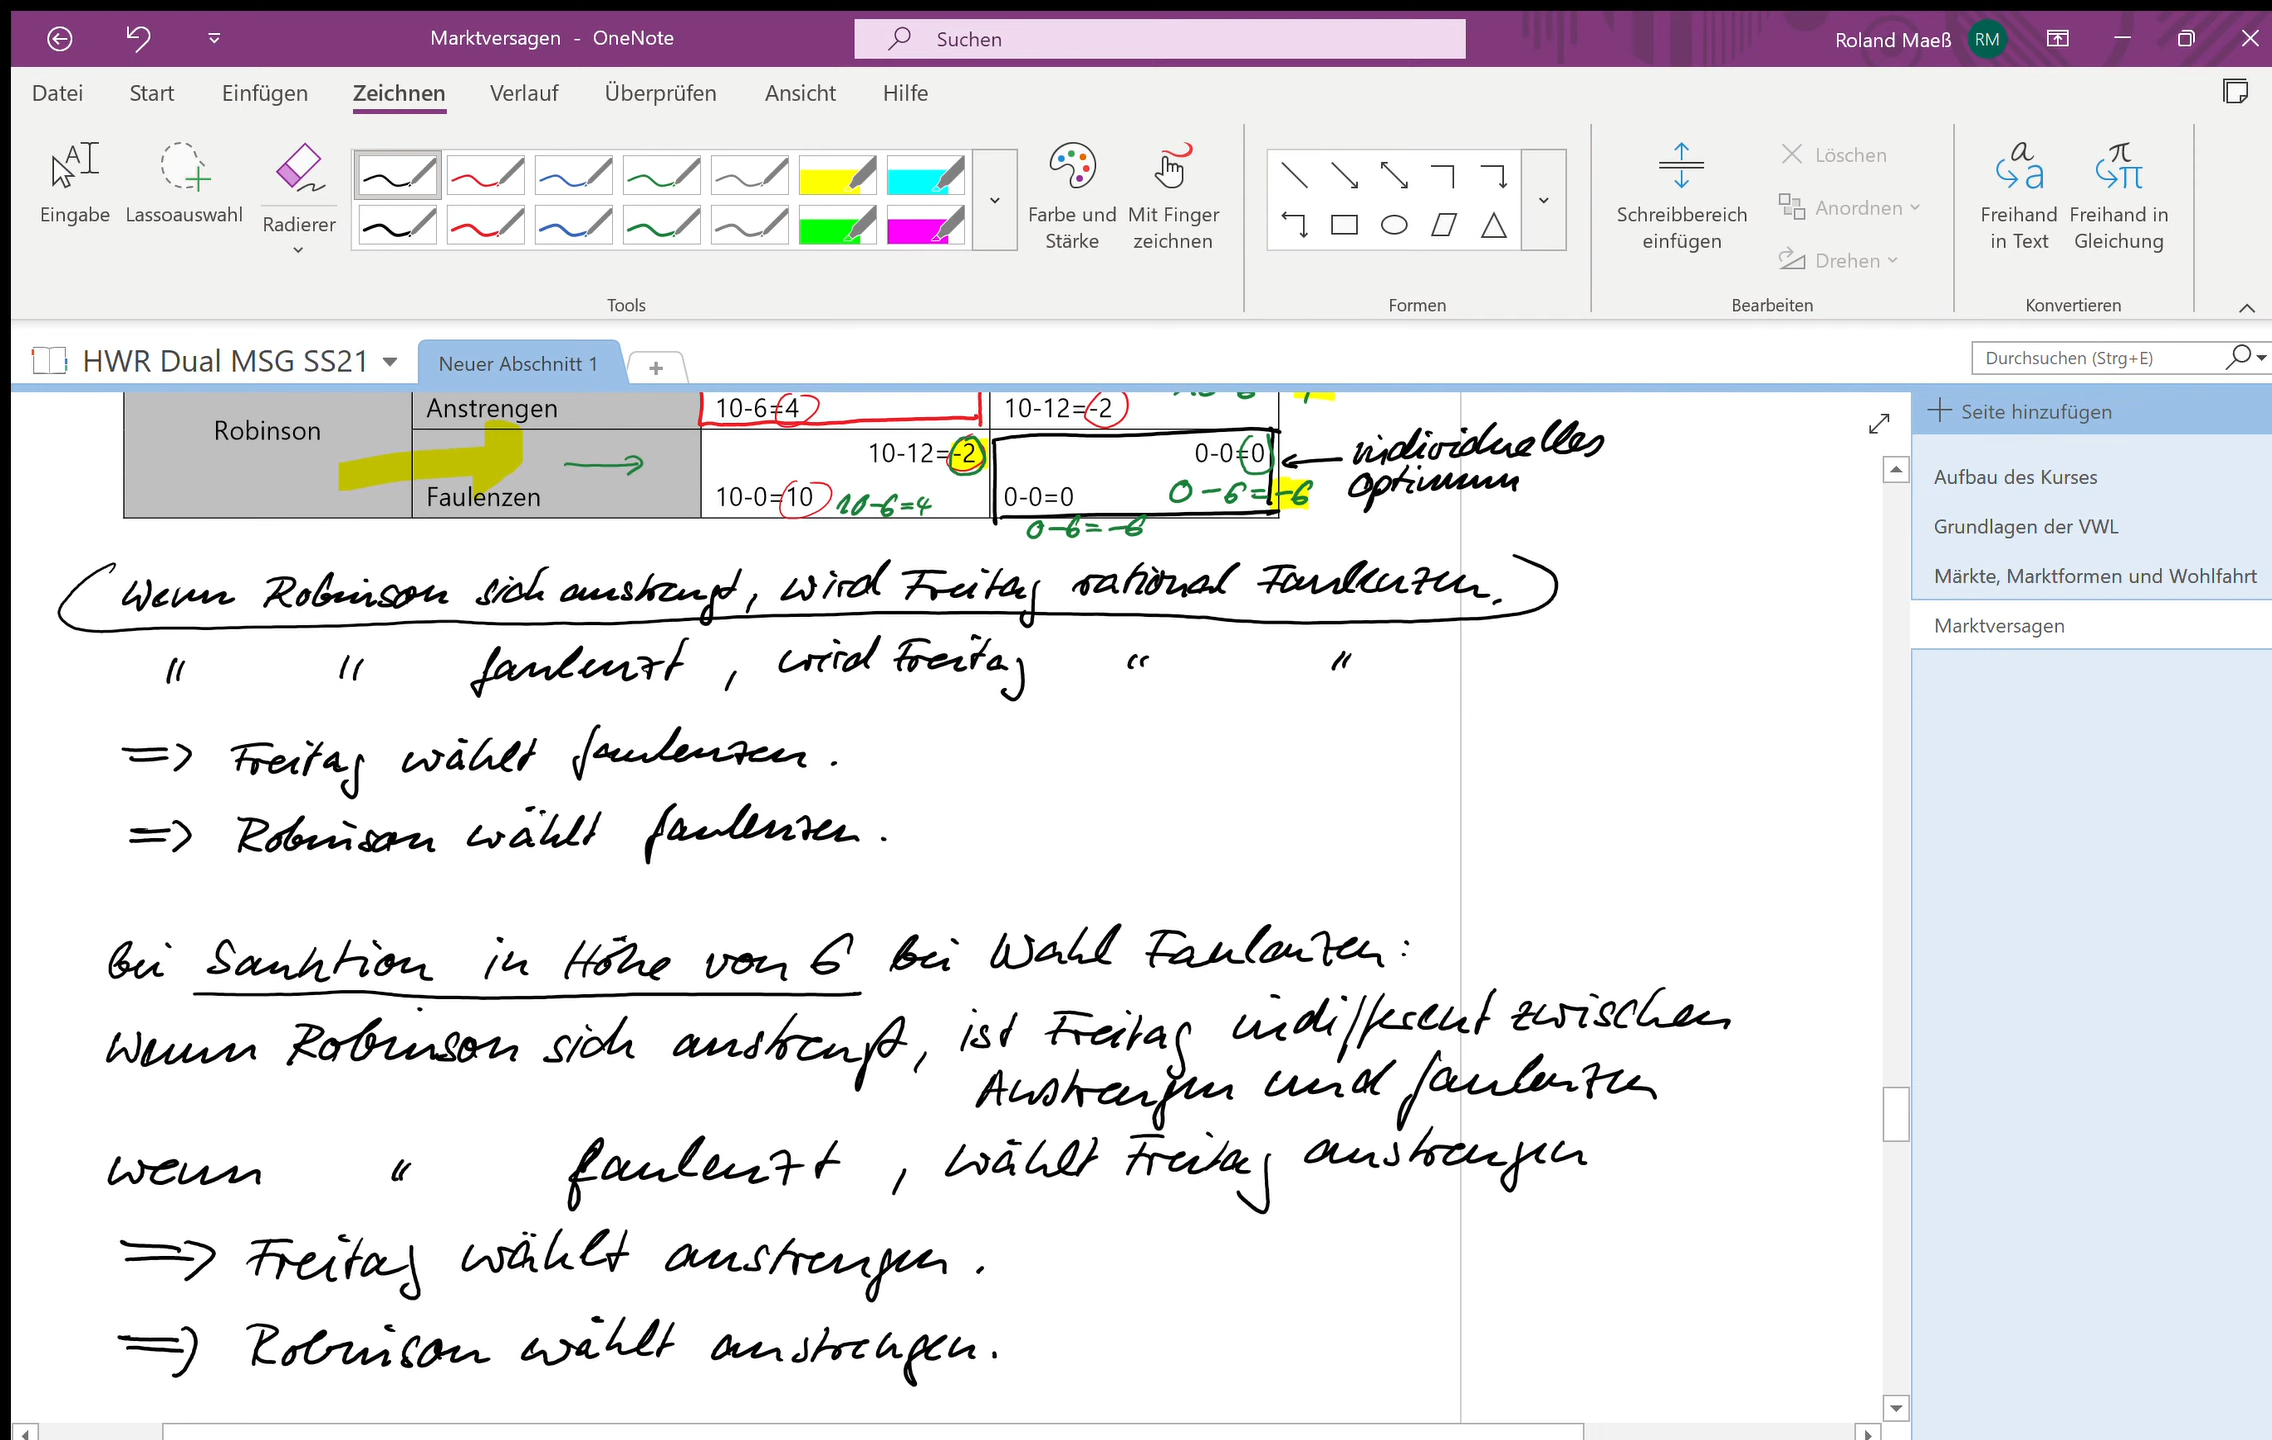 Marktversagen - OneNote
Suchen
Roland Maeß RM
Datei Start Einfügen Zeichnen Verlauf Überprüfen Ansicht Hilfe
Eingabe
Lassoauswahl
Radierer
Farbe und Stärke
Mit Finger zeichnen
Schreibbereich einfügen
Löschen
Anordnen
Drehen
Freihand in Text
Freihand in Gleichung
Tools
Formen
Bearbeiten
Konvertieren
HWR Dual MSG SS21
Neuer Abschnitt 1
Durchsuchen (Strg+E)
Seite hinzufügen
Aufbau des Kurses
Grundlagen der VWL
Märkte, Marktformen und Wohlfahrt
Marktversagen
Robinson
Anstrengen 10-6=4 10-12=-2
10-12=-2 0-0=0
Faulenzen 10-0=10 10-6=4 0-0=0 0-6=-6
0-6=-6
individuelles
Optimum
Wenn Robinson sich anstrengt, wird Freitag rational Faulenzen.
" " faulenzt, wird Freitag " "
=> Freitag wählt faulenzen.
=> Robinson wählt faulenzen.
bei Sanktion in Höhe von 6 bei Wahl Faulenzen:
wenn Robinson sich anstrengt, ist Freitag indifferent zwischen
Anstrengen und faulenzen
wenn " faulenzt, wählt Freitag anstrengen
=> Freitag wählt anstrengen.
=> Robinson wählt anstrengen.